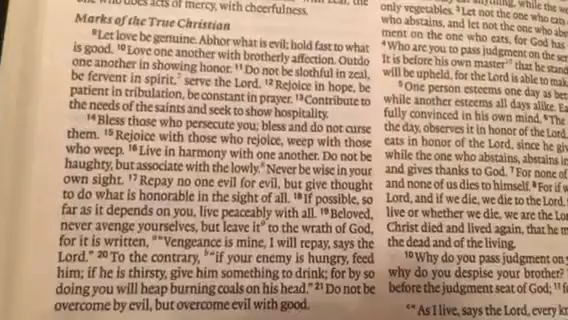 one who does acts of mercy, with cheerfulness.
Marks of the True Christian
9Let love be genuine. Abhor what is evil; hold fast to what
is good. 10Love one another with brotherly affection. Outdo
one another in showing honor. 11Do not be slothful in zeal,
be fervent in spirit, serve the Lord. 12Rejoice in hope, be
patient in tribulation, be constant in prayer. 13Contribute to
the needs of the saints and seek to show hospitality.
14Bless those who persecute you; bless and do not curse
them. 15Rejoice with those who rejoice, weep with those
who weep. 16Live in harmony with one another. Do not be
haughty, but associate with the lowly. Never be wise in your
own sight. 17Repay no one evil for evil, but give thought
to do what is honorable in the sight of all. 18If possible, so
far as it depends on you, live peaceably with all. 19Beloved,
never avenge yourselves, but leave it to the wrath of God,
for it is written, "Vengeance is mine, I will repay, says the
Lord." 20To the contrary, "if your enemy is hungry, feed
him; if he is thirsty, give him something to drink; for by so
doing you will heap burning coals on his head." 21Do not be
overcome by evil, but overcome evil with good.
only vegetables. 3Let not the one who eats
who abstains, and let not the one who abs
ment on the one who eats, for God has
4Who are you to pass judgment on the ser
It is before his own master that he stand
will be upheld, for the Lord is able to mak
5One person esteems one day as bet
while another esteems all days alike. Ea
fully convinced in his own mind. 6The
the day, observes it in honor of the Lord.
eats in honor of the Lord, since he giv
while the one who abstains, abstains in
and gives thanks to God. 7For none of
and none of us dies to himself. 8For if w
Lord, and if we die, we die to the Lord.
live or whether we die, we are the Lor
Christ died and lived again, that he m
the dead and of the living.
10Why do you pass judgment on y
why do you despise your brother?
before the judgment seat of God; 11f
"As I live, says the Lord, every kn